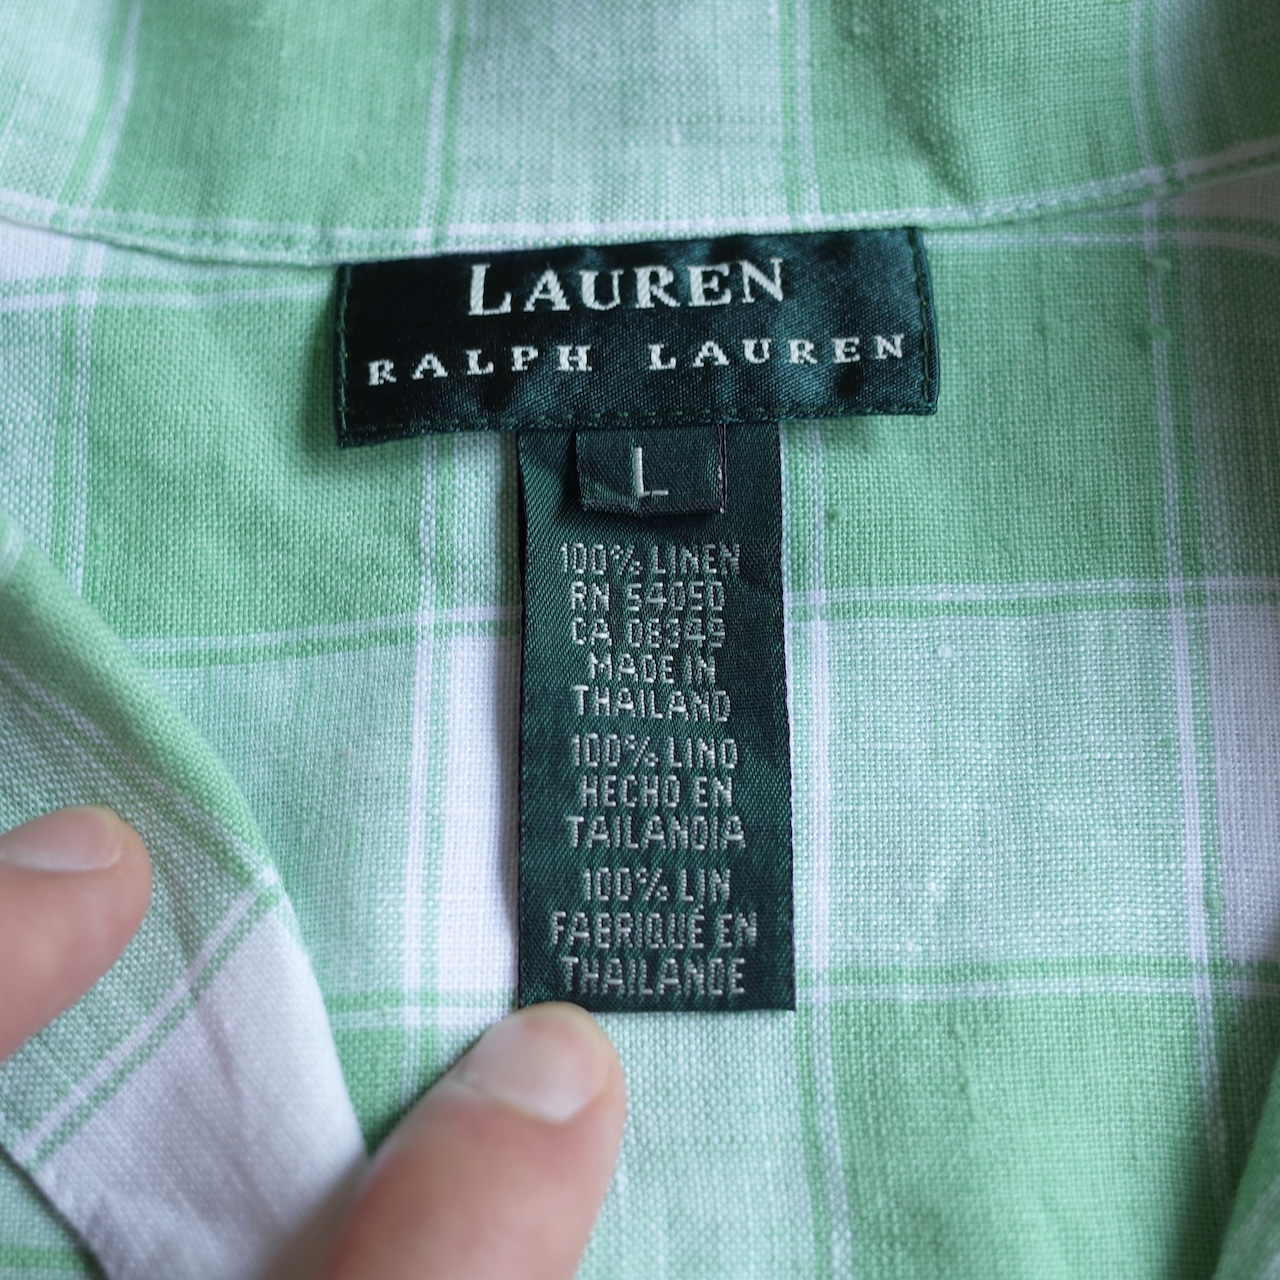 LAUREN
RALPH LAUREN
L
100% LINEN
RN 54050
CA 08349
MADE IN
THAILAND
100% LINO
HECHO EN
TAILANDIA
100% LIN
FABRIQUÉ EN
THAILANDE